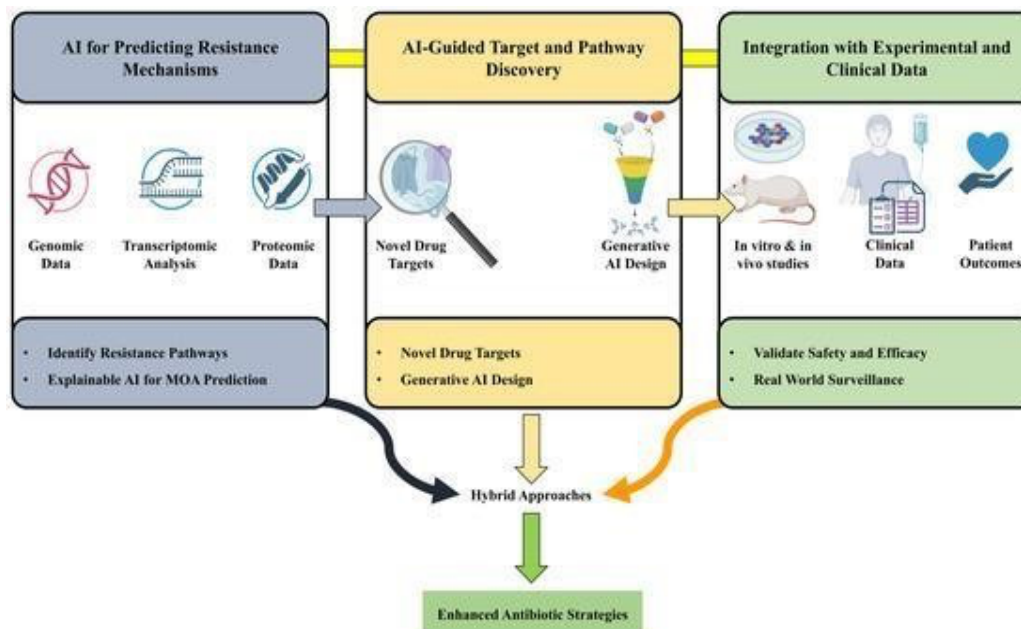 AI for Predicting Resistance
Mechanisms
AI-Guided Target and Pathway
Discovery
Integration with Experimental and
Clinical Data
Genomic
Data
Transcriptomic
Analysis
Proteomic
Data
Novel Drug
Targets
Generative
AI Design
In vitro & in
vivo studies
Clinical
Data
Patient
Outcomes
• Identify Resistance Pathways
• Explainable AI for MOA Prediction
• Novel Drug Targets
• Generative AI Design
• Validate Safety and Efficacy
• Real World Surveillance
Hybrid Approaches
Enhanced Antibiotic Strategies